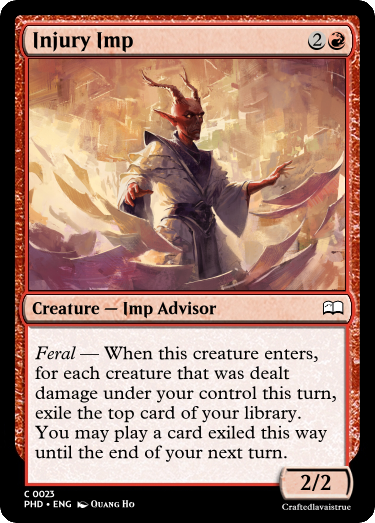 Injury Imp 2
Creature — Imp Advisor
Feral — When this creature enters,
for each creature that was dealt
damage under your control this turn,
exile the top card of your library.
You may play a card exiled this way
until the end of your next turn.
2/2
C 0023
PHD • ENG Quang Ho
Craftedlavaistrue